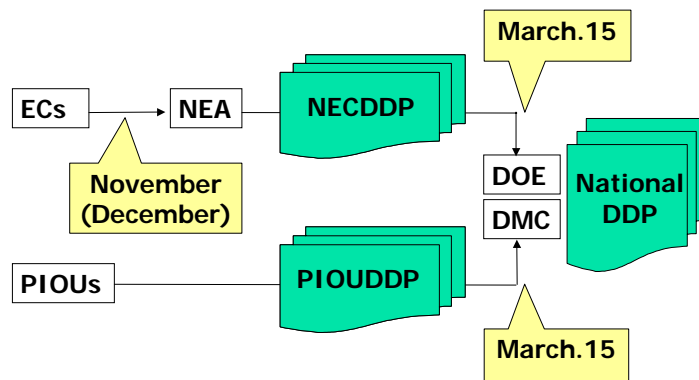 March.15
ECs
NEA
NECDDP
November
(December)
DOE
DMC
National
DDP
PIOUs
PIOUDDP
March.15